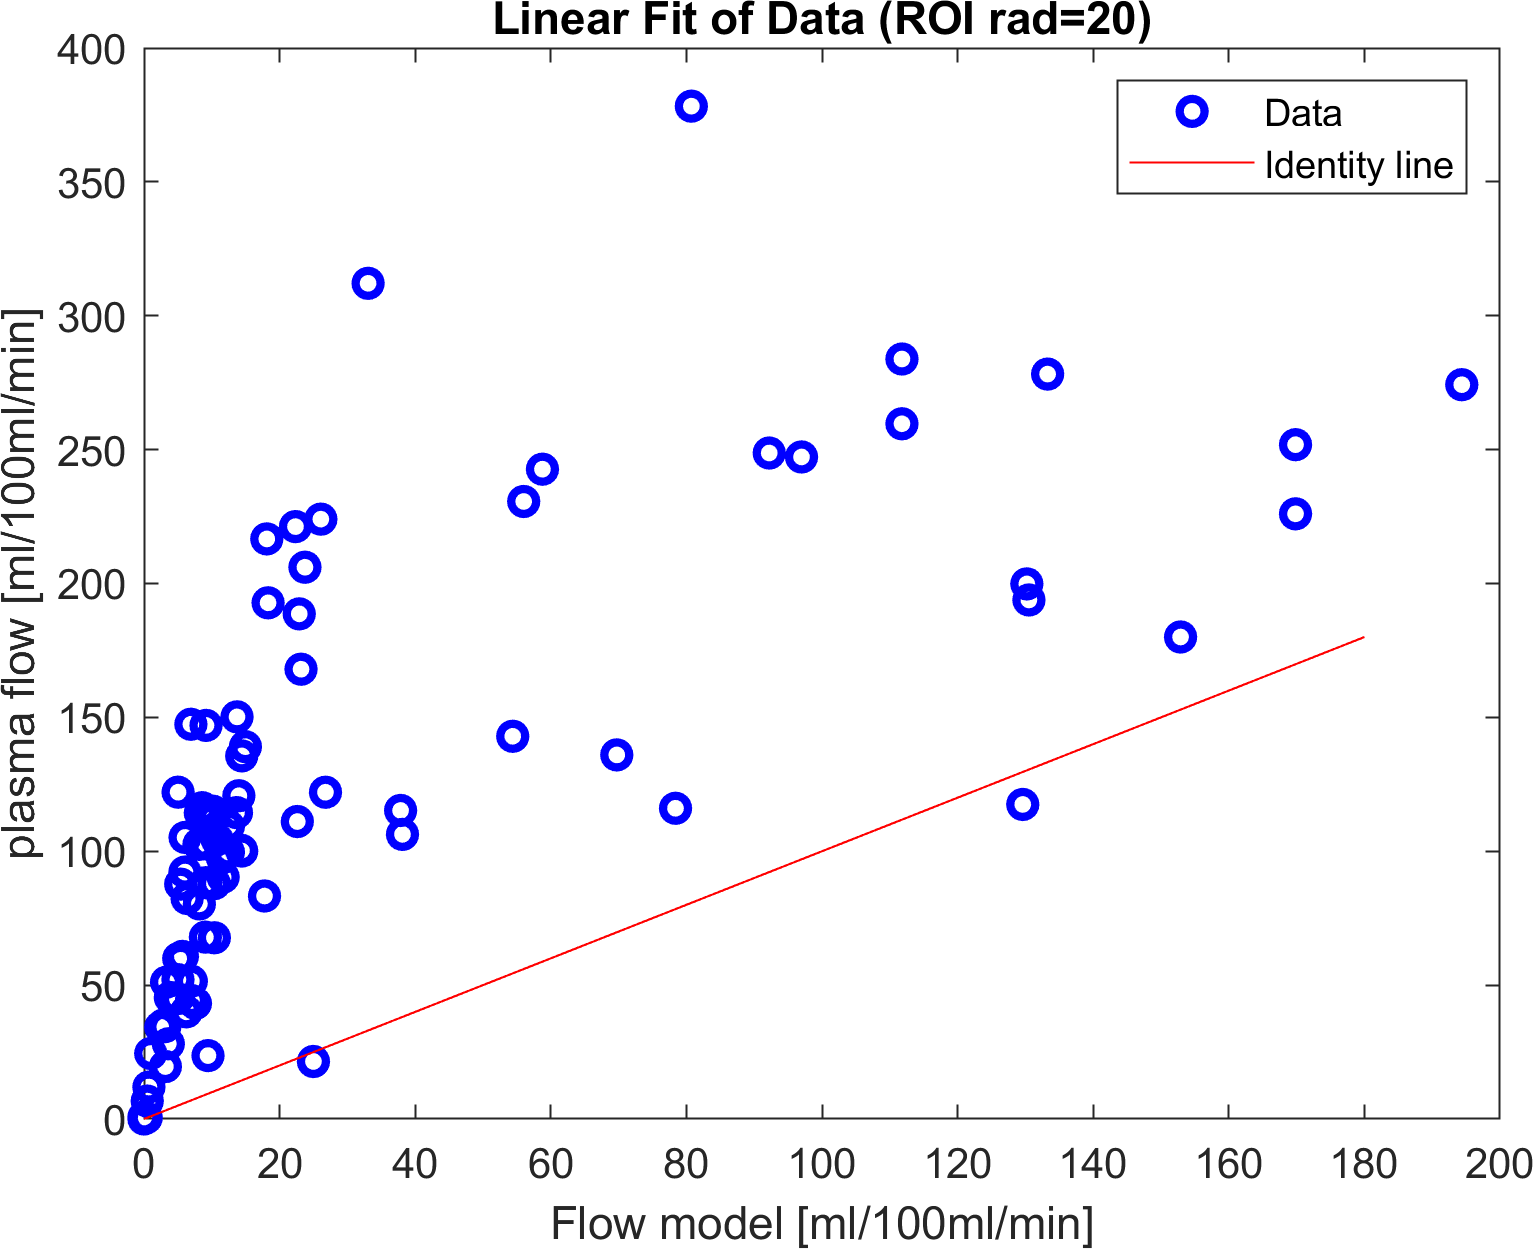 Linear Fit of Data (ROI rad=20)
400
350
300
250
200
150
100
50
0
plasma flow [ml/100ml/min]
Data
Identity line
0 20 40 60 80 100 120 140 160 180 200
Flow model [ml/100ml/min]